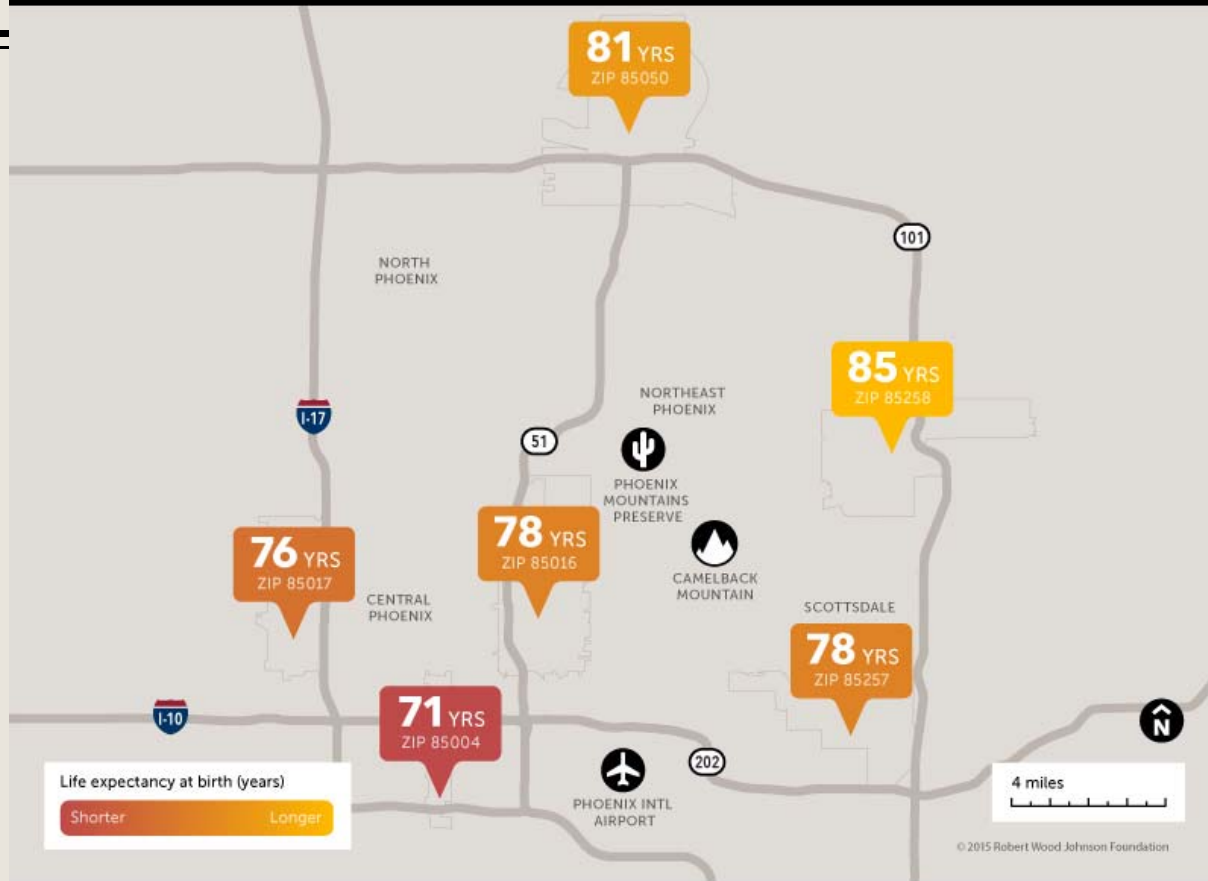 81 YRS
ZIP 85050
101
NORTH
PHOENIX
85 YRS
ZIP 85258
NORTHEAST
PHOENIX
I-17
51
PHOENIX
MOUNTAINS
PRESERVE
78 YRS
ZIP 85016
76 YRS
ZIP 85017
CAMELBACK
MOUNTAIN
CENTRAL
PHOENIX
SCOTTSDALE
78 YRS
ZIP 85257
71 YRS
ZIP 85004
I-10
N
202
Life expectancy at birth (years)
Shorter Longer
PHOENIX INTL
AIRPORT
4 miles
© 2015 Robert Wood Johnson Foundation